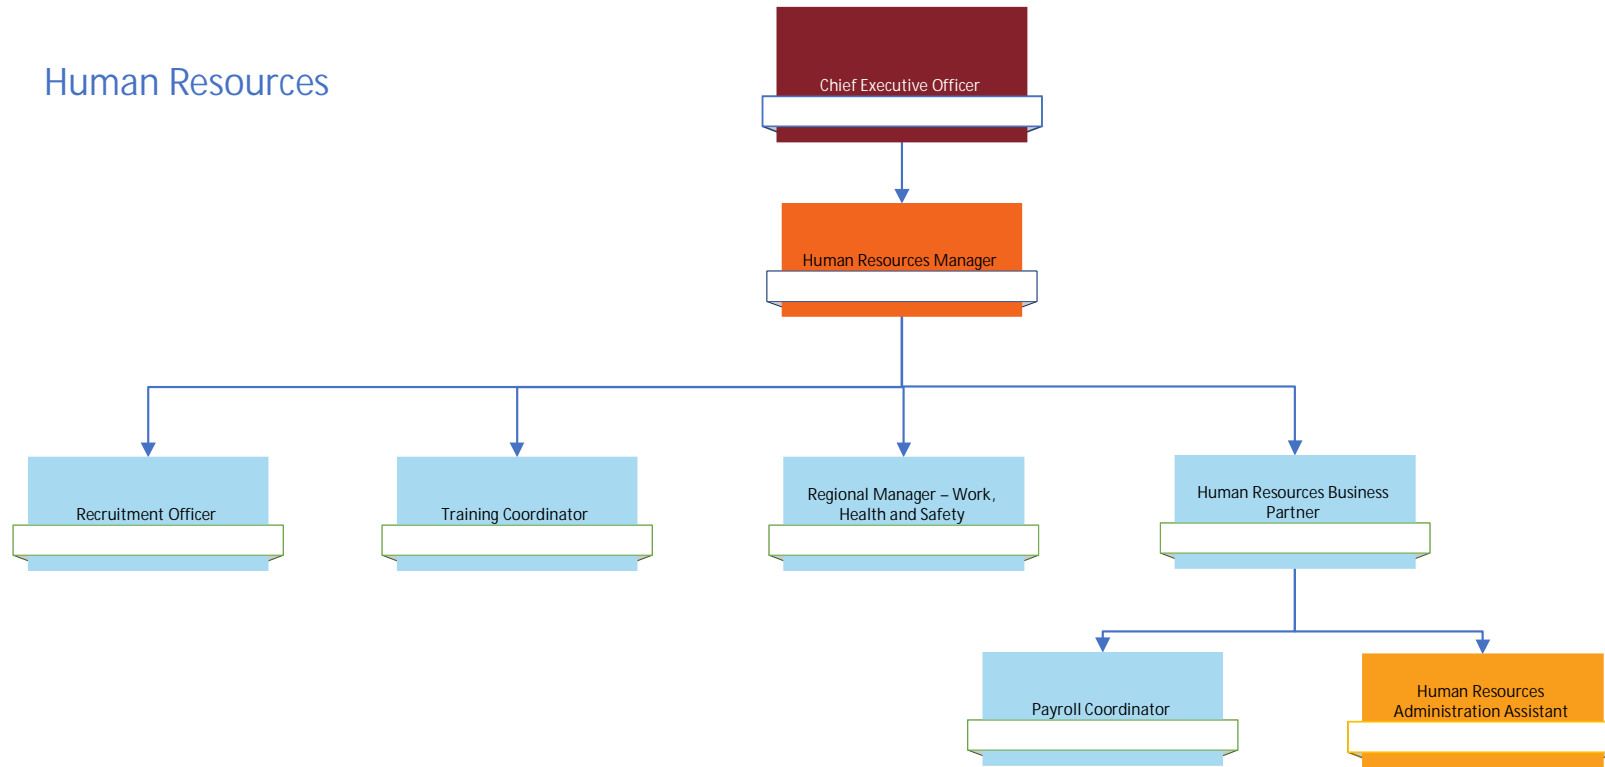 Human Resources
Chief Executive Officer
Human Resources Manager
Recruitment Officer
Training Coordinator
Regional Manager – Work,
Health and Safety
Human Resources Business
Partner
Payroll Coordinator
Human Resources
Administration Assistant